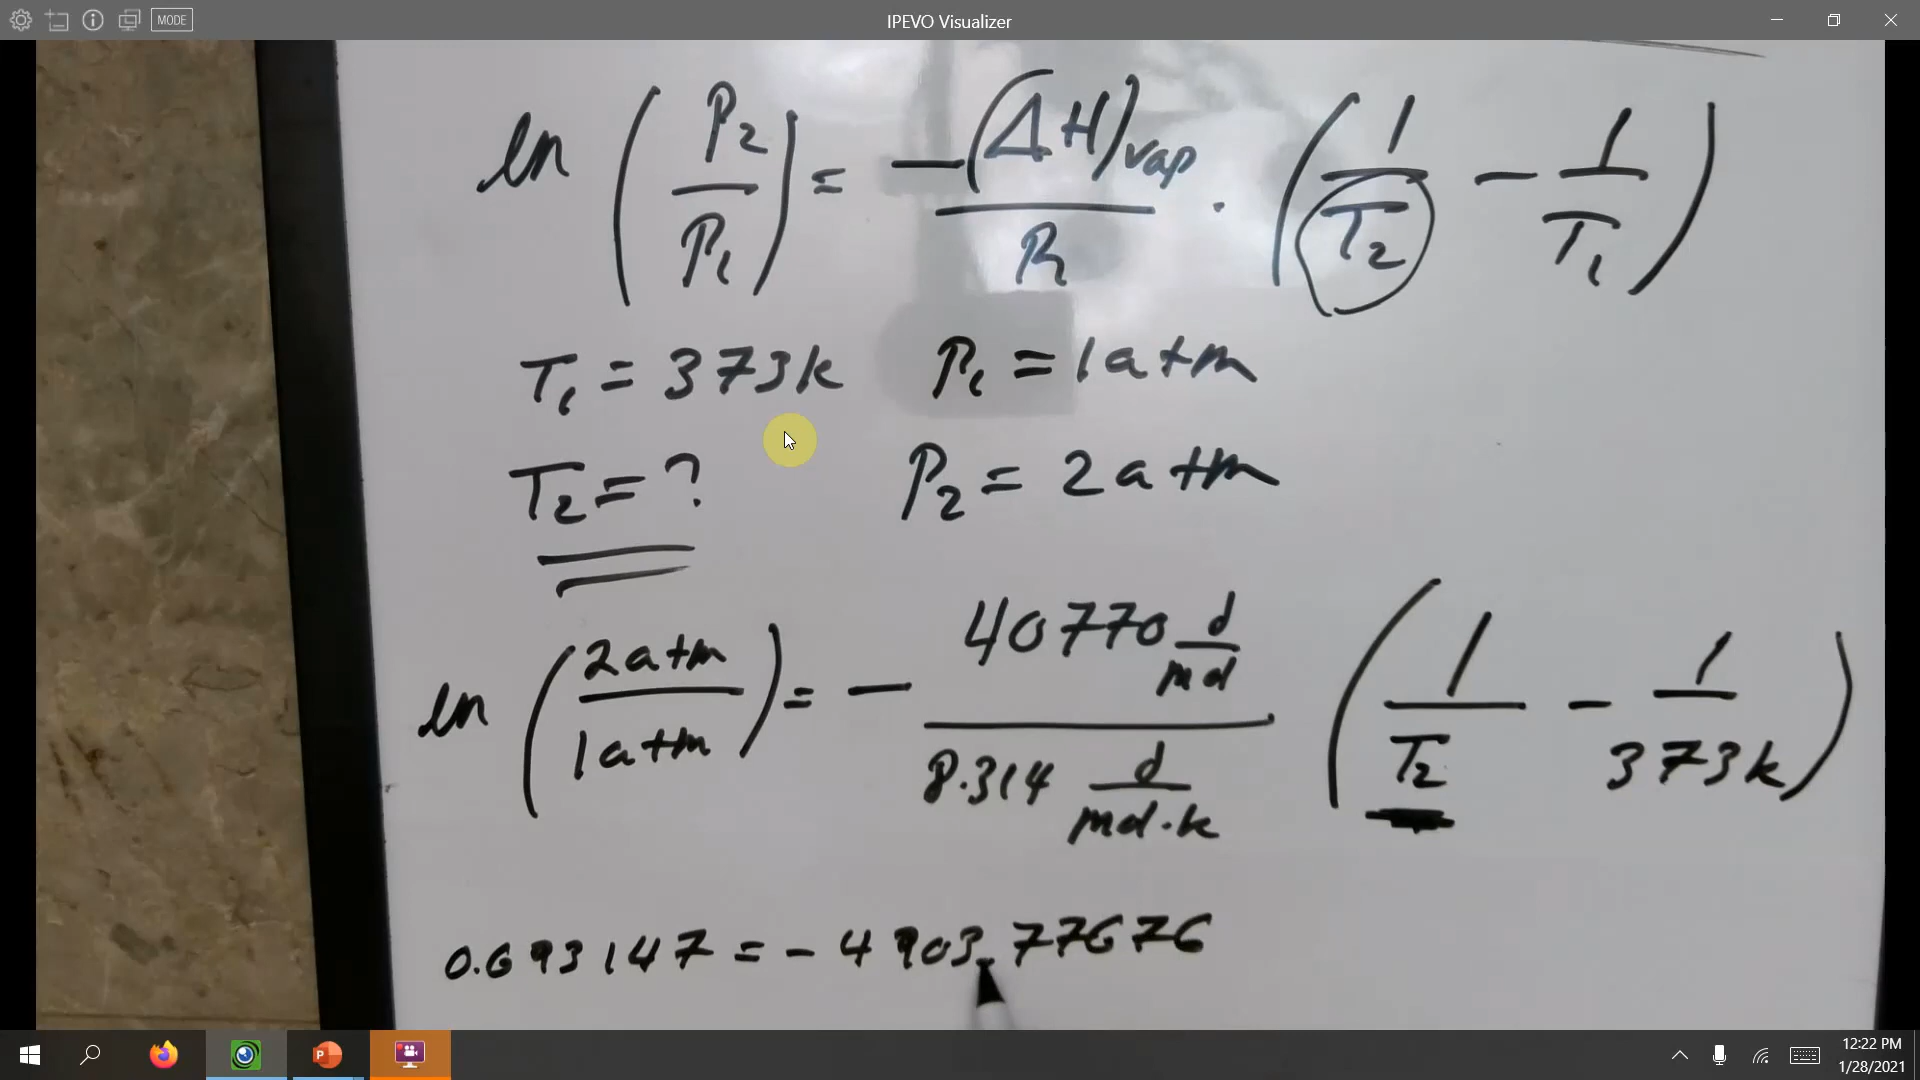 MODE IPEVO Visualizer
ln (P₂/P₁) = -(ΔH)vap/R · (1/T₂ - 1/T₁)
T₁ = 373K P₁ = 1atm
T₂ = ? P₂ = 2atm
ln (2atm/1atm) = - 40770 J/mol / 8.314 J/mol·K (1/T₂ - 1/373K)
0.693147 = - 4903.77676
12:22 PM
1/28/2021